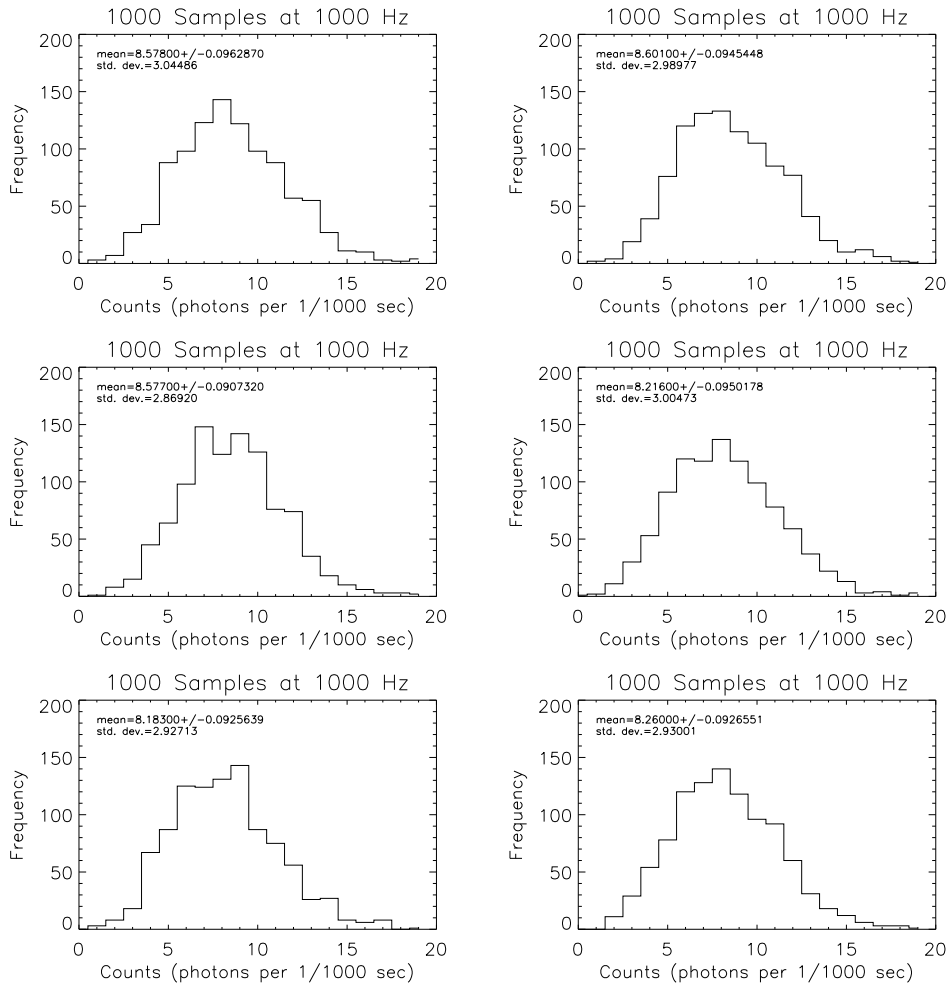 1000 Samples at 1000 Hz
200
150
100
50
0
Frequency
mean=8.57800+/-0.0962870
std. dev.=3.04486
0 5 10 15 20
Counts (photons per 1/1000 sec)
1000 Samples at 1000 Hz
200
150
100
50
0
Frequency
mean=8.60100+/-0.0945448
std. dev.=2.98977
0 5 10 15 20
Counts (photons per 1/1000 sec)
1000 Samples at 1000 Hz
200
150
100
50
0
Frequency
mean=8.57700+/-0.0907320
std. dev.=2.86920
0 5 10 15 20
Counts (photons per 1/1000 sec)
1000 Samples at 1000 Hz
200
150
100
50
0
Frequency
mean=8.21600+/-0.0950178
std. dev.=3.00473
0 5 10 15 20
Counts (photons per 1/1000 sec)
1000 Samples at 1000 Hz
200
150
100
50
0
Frequency
mean=8.18300+/-0.0925639
std. dev.=2.92713
0 5 10 15 20
Counts (photons per 1/1000 sec)
1000 Samples at 1000 Hz
200
150
100
50
0
Frequency
mean=8.26000+/-0.0926551
std. dev.=2.93001
0 5 10 15 20
Counts (photons per 1/1000 sec)